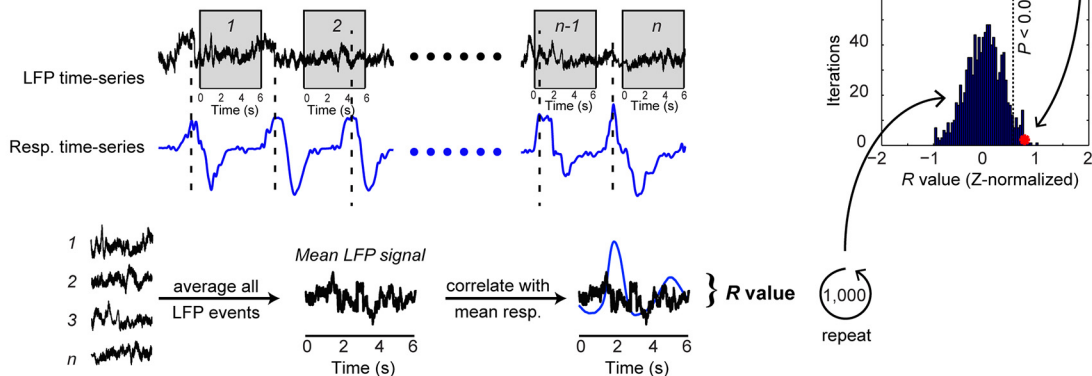 1
2
n-1
n
LFP time-series
0 2 4 6
Time (s)
0 2 4 6
Time (s)
0 2 4 6
Time (s)
0 2 4 6
Time (s)
Resp. time-series
40
20
0
Iterations
P < 0.0
−2 −1 0 1 2
R value (Z-normalized)
1
2
3
n
average all
LFP events
Mean LFP signal
0 2 4 6
Time (s)
correlate with
mean resp.
0 2 4 6
Time (s)
} R value
1,000
repeat